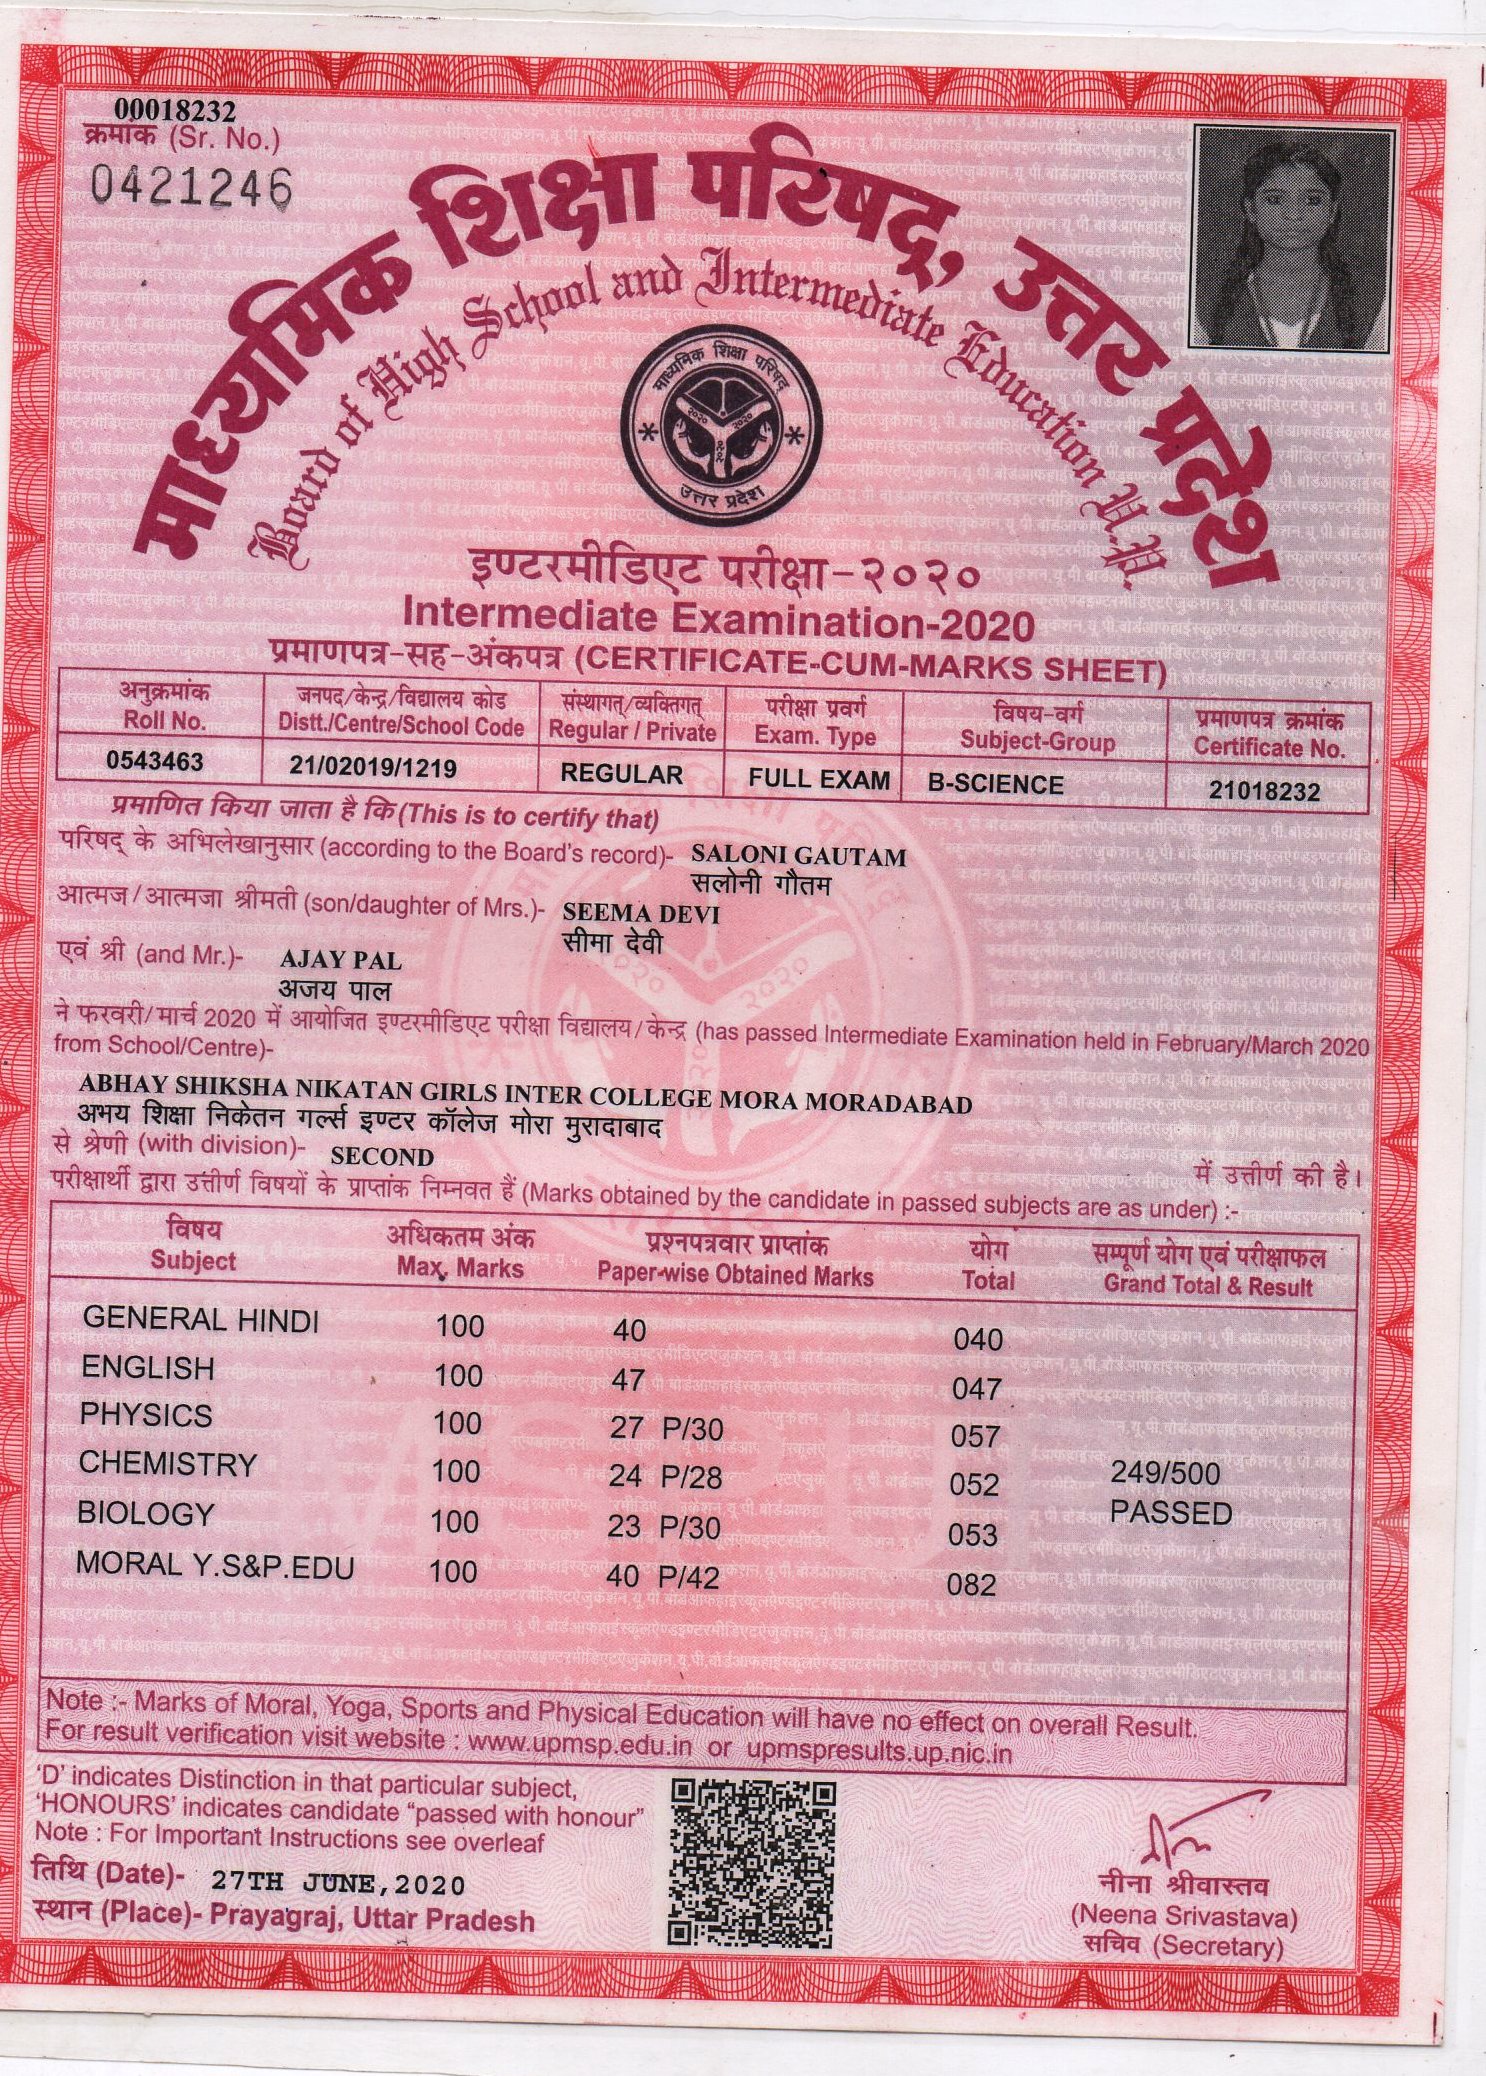 00018232
क्रमांक (Sr. No.)
0421246
माध्यमिक शिक्षा परिषद्, उत्तर प्रदेश
Board of High School and Intermediate Education U.P.
माध्यमिक शिक्षा परिषद्
२०२० २०२०
२०२०
उत्तर प्रदेश
इण्टरमीडिएट परीक्षा-२०२०
Intermediate Examination-2020
प्रमाणपत्र-सह-अंकपत्र (CERTIFICATE-CUM-MARKS SHEET)
अनुक्रमांक जनपद/केन्द्र/विद्यालय कोड संस्थागत्/व्यक्तिगत् परीक्षा प्रवर्ग विषय-वर्ग प्रमाणपत्र क्रमांक
Roll No. Distt./Centre/School Code Regular / Private Exam. Type Subject-Group Certificate No.
0543463 21/02019/1219 REGULAR FULL EXAM B-SCIENCE 21018232
प्रमाणित किया जाता है कि (This is to certify that)
परिषद् के अभिलेखानुसार (according to the Board's record)- SALONI GAUTAM
सलोनी गौतम
आत्मज/आत्मजा श्रीमती (son/daughter of Mrs.)- SEEMA DEVI
सीमा देवी
एवं श्री (and Mr.)- AJAY PAL
अजय पाल
ने फरवरी/मार्च 2020 में आयोजित इण्टरमीडिएट परीक्षा विद्यालय/केन्द्र (has passed Intermediate Examination held in February/March 2020
from School/Centre)-
ABHAY SHIKSHA NIKATAN GIRLS INTER COLLEGE MORA MORADABAD
अभय शिक्षा निकेतन गर्ल्स इण्टर कॉलेज मोरा मुरादाबाद
से श्रेणी (with division)- SECOND में उत्तीर्ण की है।
परीक्षार्थी द्वारा उत्तीर्ण विषयों के प्राप्तांक निम्नवत हैं (Marks obtained by the candidate in passed subjects are as under) :-
विषय अधिकतम अंक प्रश्नपत्रवार प्राप्तांक योग सम्पूर्ण योग एवं परीक्षाफल
Subject Max. Marks Paper-wise Obtained Marks Total Grand Total & Result
GENERAL HINDI 100 40 040
ENGLISH 100 47 047
PHYSICS 100 27 P/30 057
CHEMISTRY 100 24 P/28 052 249/500
BIOLOGY 100 23 P/30 053 PASSED
MORAL Y.S&P.EDU 100 40 P/42 082
Note :- Marks of Moral, Yoga, Sports and Physical Education will have no effect on overall Result.
For result verification visit website : www.upmsp.edu.in or upmspresults.up.nic.in
'D' indicates Distinction in that particular subject,
'HONOURS' indicates candidate "passed with honour"
Note : For Important Instructions see overleaf
तिथि (Date)- 27TH JUNE,2020
स्थान (Place)- Prayagraj, Uttar Pradesh
नीना श्रीवास्तव
(Neena Srivastava)
सचिव (Secretary)